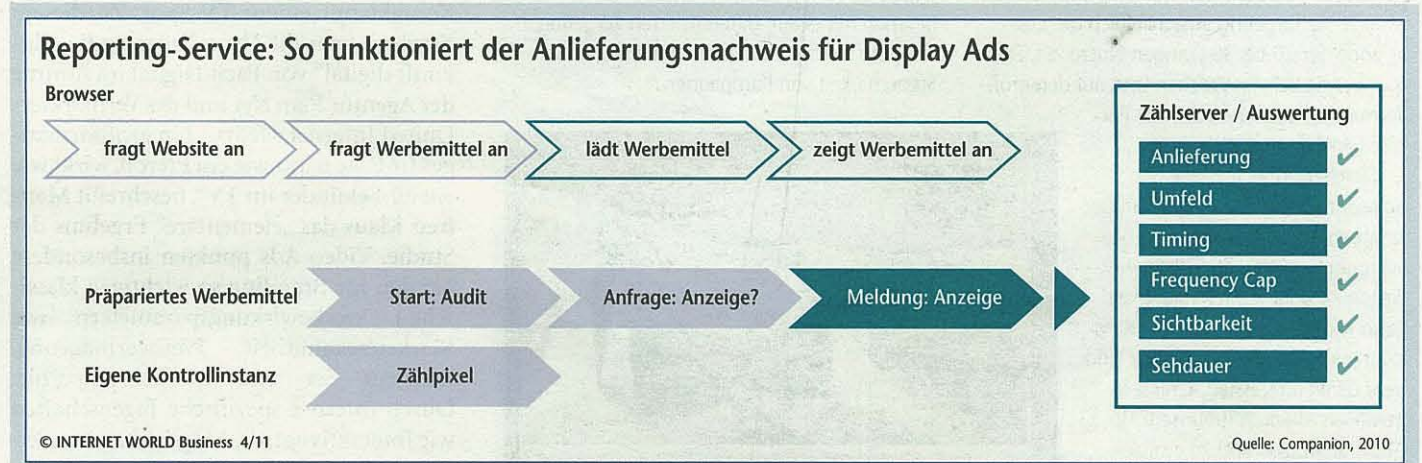 Reporting-Service: So funktioniert der Anlieferungsnachweis für Display Ads
Browser
fragt Website an
fragt Werbemittel an
lädt Werbemittel
zeigt Werbemittel an
Präpariertes Werbemittel
Start: Audit
Anfrage: Anzeige?
Meldung: Anzeige
Eigene Kontrollinstanz
Zählpixel
Zählserver / Auswertung
Anlieferung
Umfeld
Timing
Frequency Cap
Sichtbarkeit
Sehdauer
© INTERNET WORLD Business 4/11
Quelle: Companion, 2010